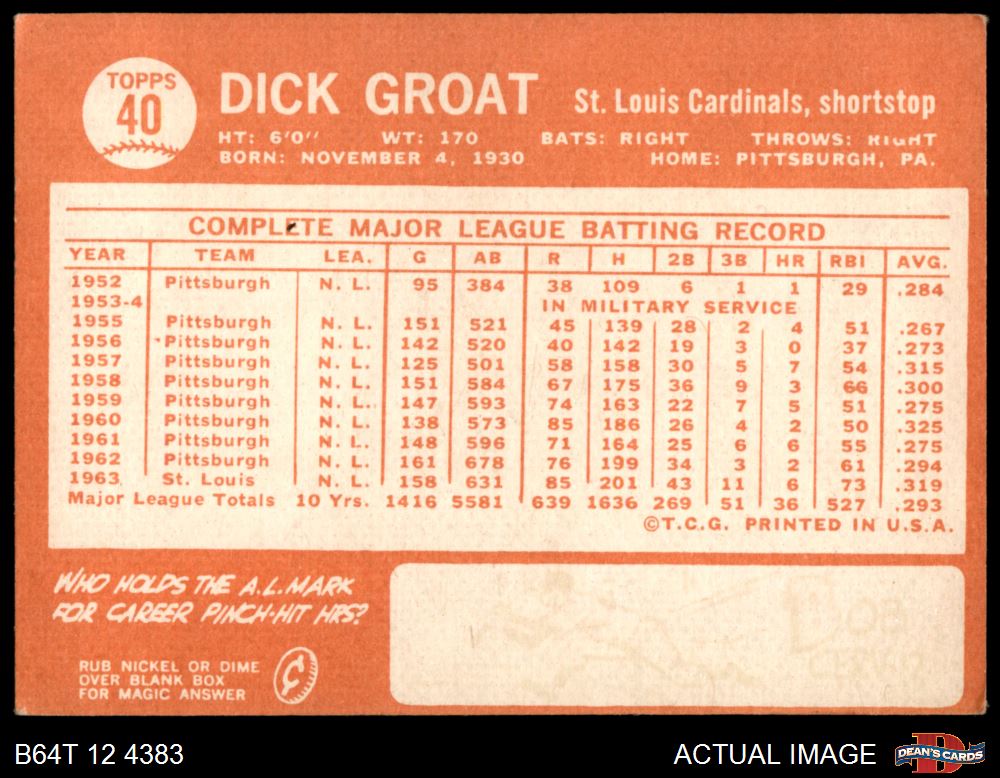 TOPPS
40
DICK GROAT
St. Louis Cardinals, shortstop
HT: 6'0" WT: 170 BATS: RIGHT THROWS: RIGHT
BORN: NOVEMBER 4, 1930 HOME: PITTSBURGH, PA.
COMPLETE MAJOR LEAGUE BATTING RECORD
YEAR TEAM LEA. G AB R H 2B 3B HR RBI AVG.
1952 Pittsburgh N. L. 95 384 38 109 6 1 1 29 .284
1953-4 IN MILITARY SERVICE
1955 Pittsburgh N. L. 151 521 45 139 28 2 4 51 .267
1956 Pittsburgh N. L. 142 520 40 142 19 3 0 37 .273
1957 Pittsburgh N. L. 125 501 58 158 30 5 7 54 .315
1958 Pittsburgh N. L. 151 584 67 175 36 9 3 66 .300
1959 Pittsburgh N. L. 147 593 74 163 22 7 5 51 .275
1960 Pittsburgh N. L. 138 573 85 186 26 4 2 50 .325
1961 Pittsburgh N. L. 148 596 71 164 25 6 6 55 .275
1962 Pittsburgh N. L. 161 678 76 199 34 3 2 61 .294
1963 St. Louis N. L. 158 631 85 201 43 11 6 73 .319
Major League Totals 10 Yrs. 1416 5581 639 1636 269 51 36 527 .293
©T.C.G. PRINTED IN U.S.A.
WHO HOLDS THE A.L. MARK
FOR CAREER PINCH-HIT HRS?
RUB NICKEL OR DIME
OVER BLANK BOX
FOR MAGIC ANSWER
B64T 12 4383
ACTUAL IMAGE
DEAN'S CARDS